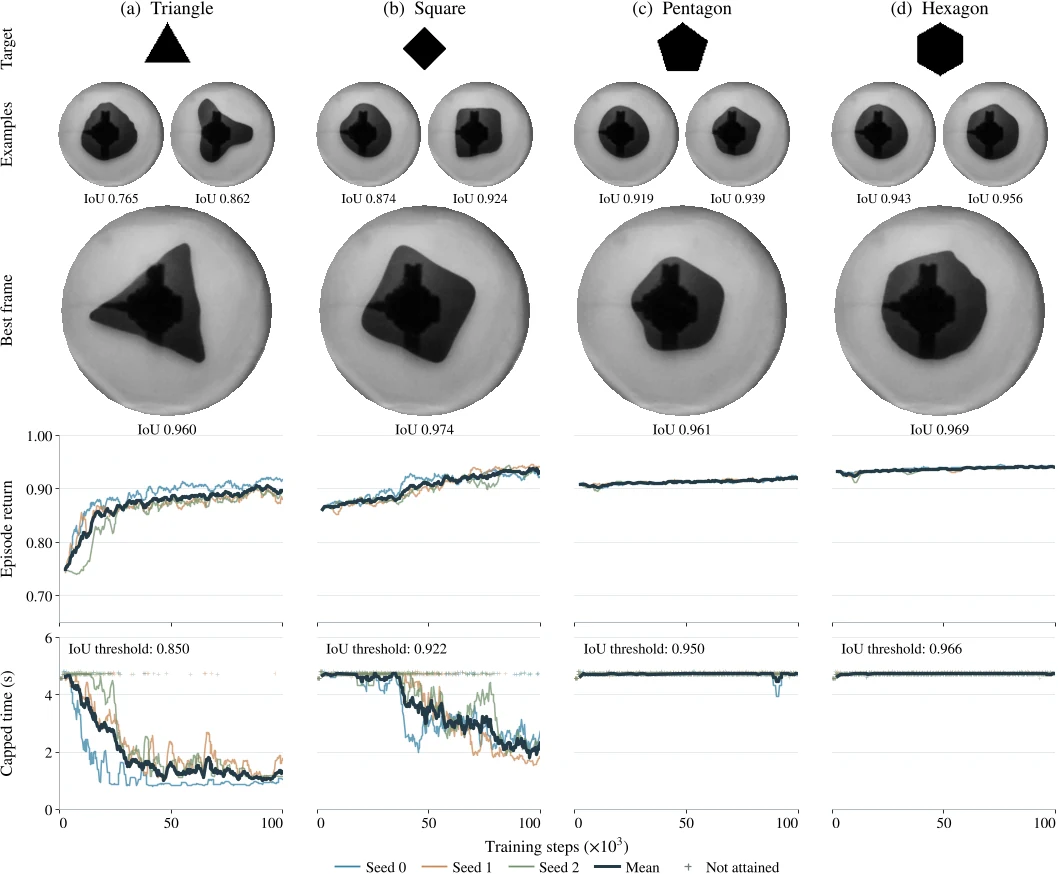 (a) Triangle
(b) Square
(c) Pentagon
(d) Hexagon
Target
Examples
IoU 0.765
IoU 0.862
IoU 0.874
IoU 0.924
IoU 0.919
IoU 0.939
IoU 0.943
IoU 0.956
Best frame
IoU 0.960
IoU 0.974
IoU 0.961
IoU 0.969
Episode return
1.00
0.90
0.80
0.70
Capped time (s)
6
4
2
0
IoU threshold: 0.850
IoU threshold: 0.922
IoU threshold: 0.950
IoU threshold: 0.966
0 50 100
0 50 100
0 50 100
0 50 100
Training steps (×10³)
Seed 0 Seed 1 Seed 2 Mean Not attained